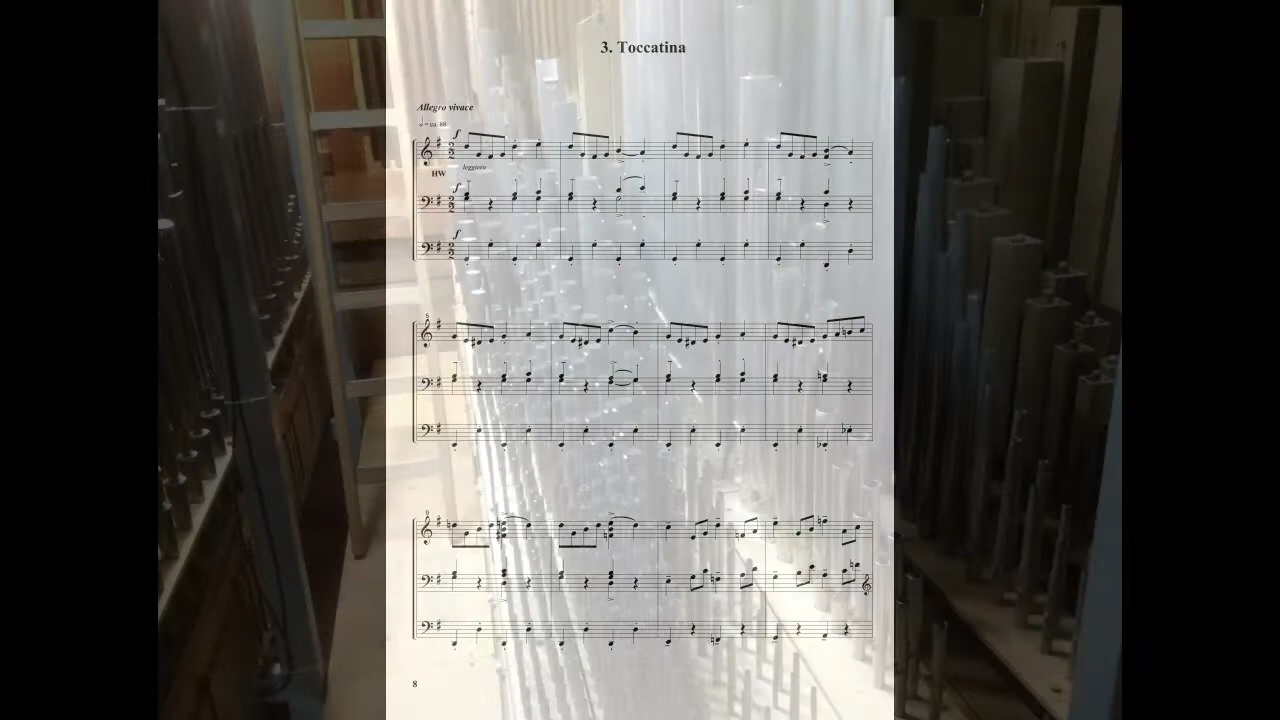 3. Toccatina
Allegro vivace
𝅗𝅥 = ca. 88
f
leggiero
HW
f
f
5
9
8